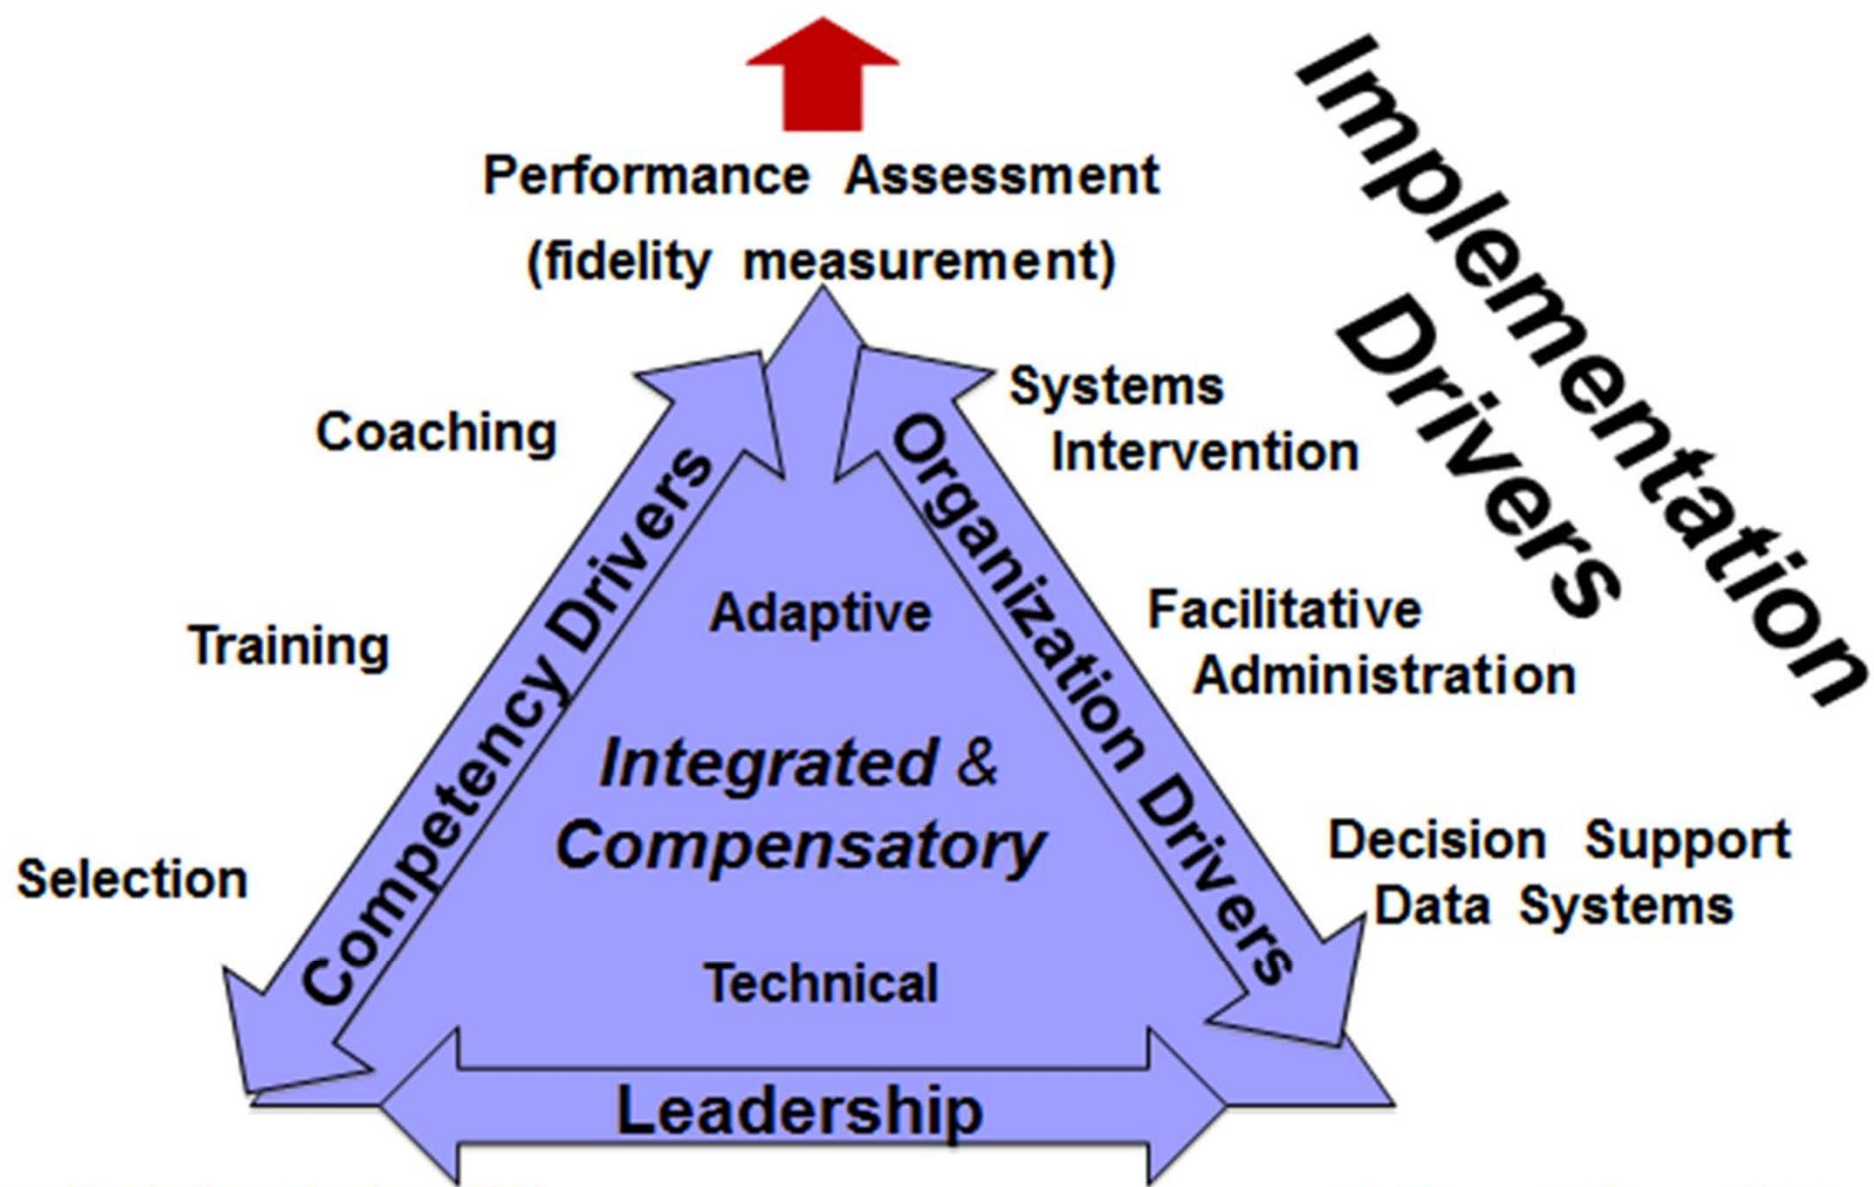 Implementation
Drivers
Performance Assessment
(fidelity measurement)
Coaching
Training
Selection
Competency Drivers
Organization Drivers
Systems
Intervention
Facilitative
Administration
Decision Support
Data Systems
Adaptive
Integrated &
Compensatory
Technical
Leadership